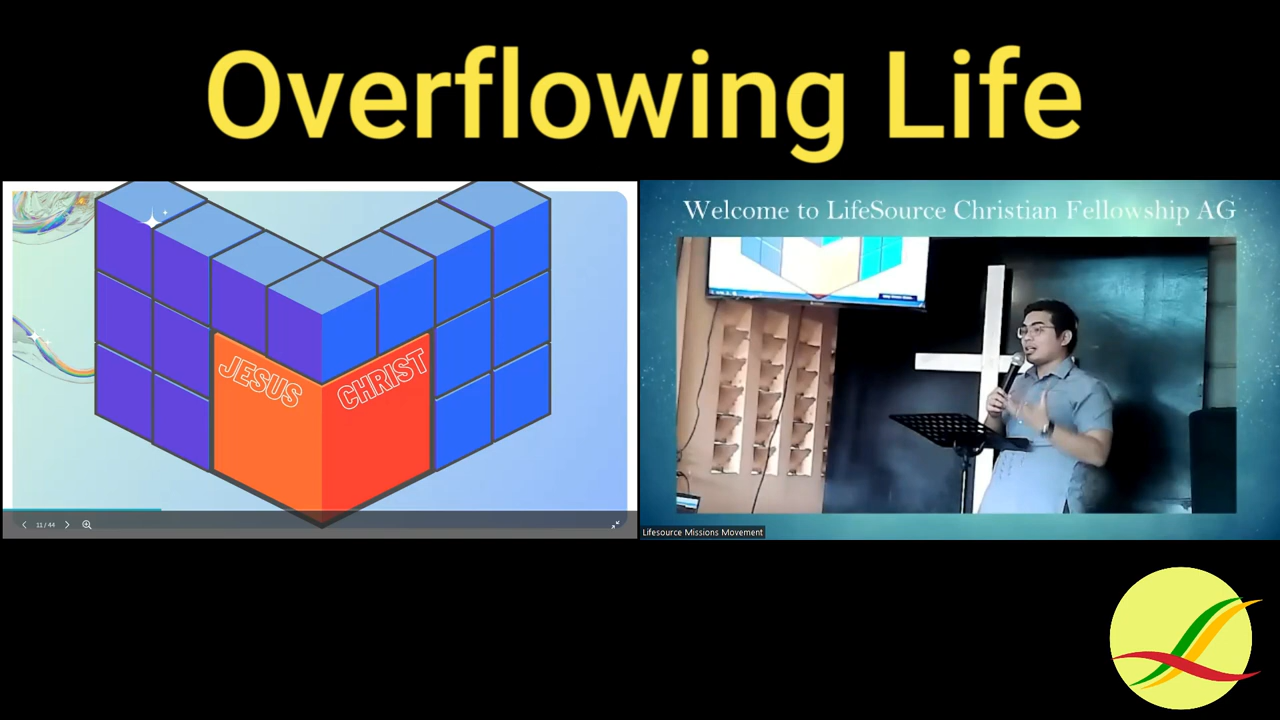 Overflowing Life
JESUS
CHRIST
11 / 44
Welcome to LifeSource Christian Fellowship AG
Lifesource Missions Movement